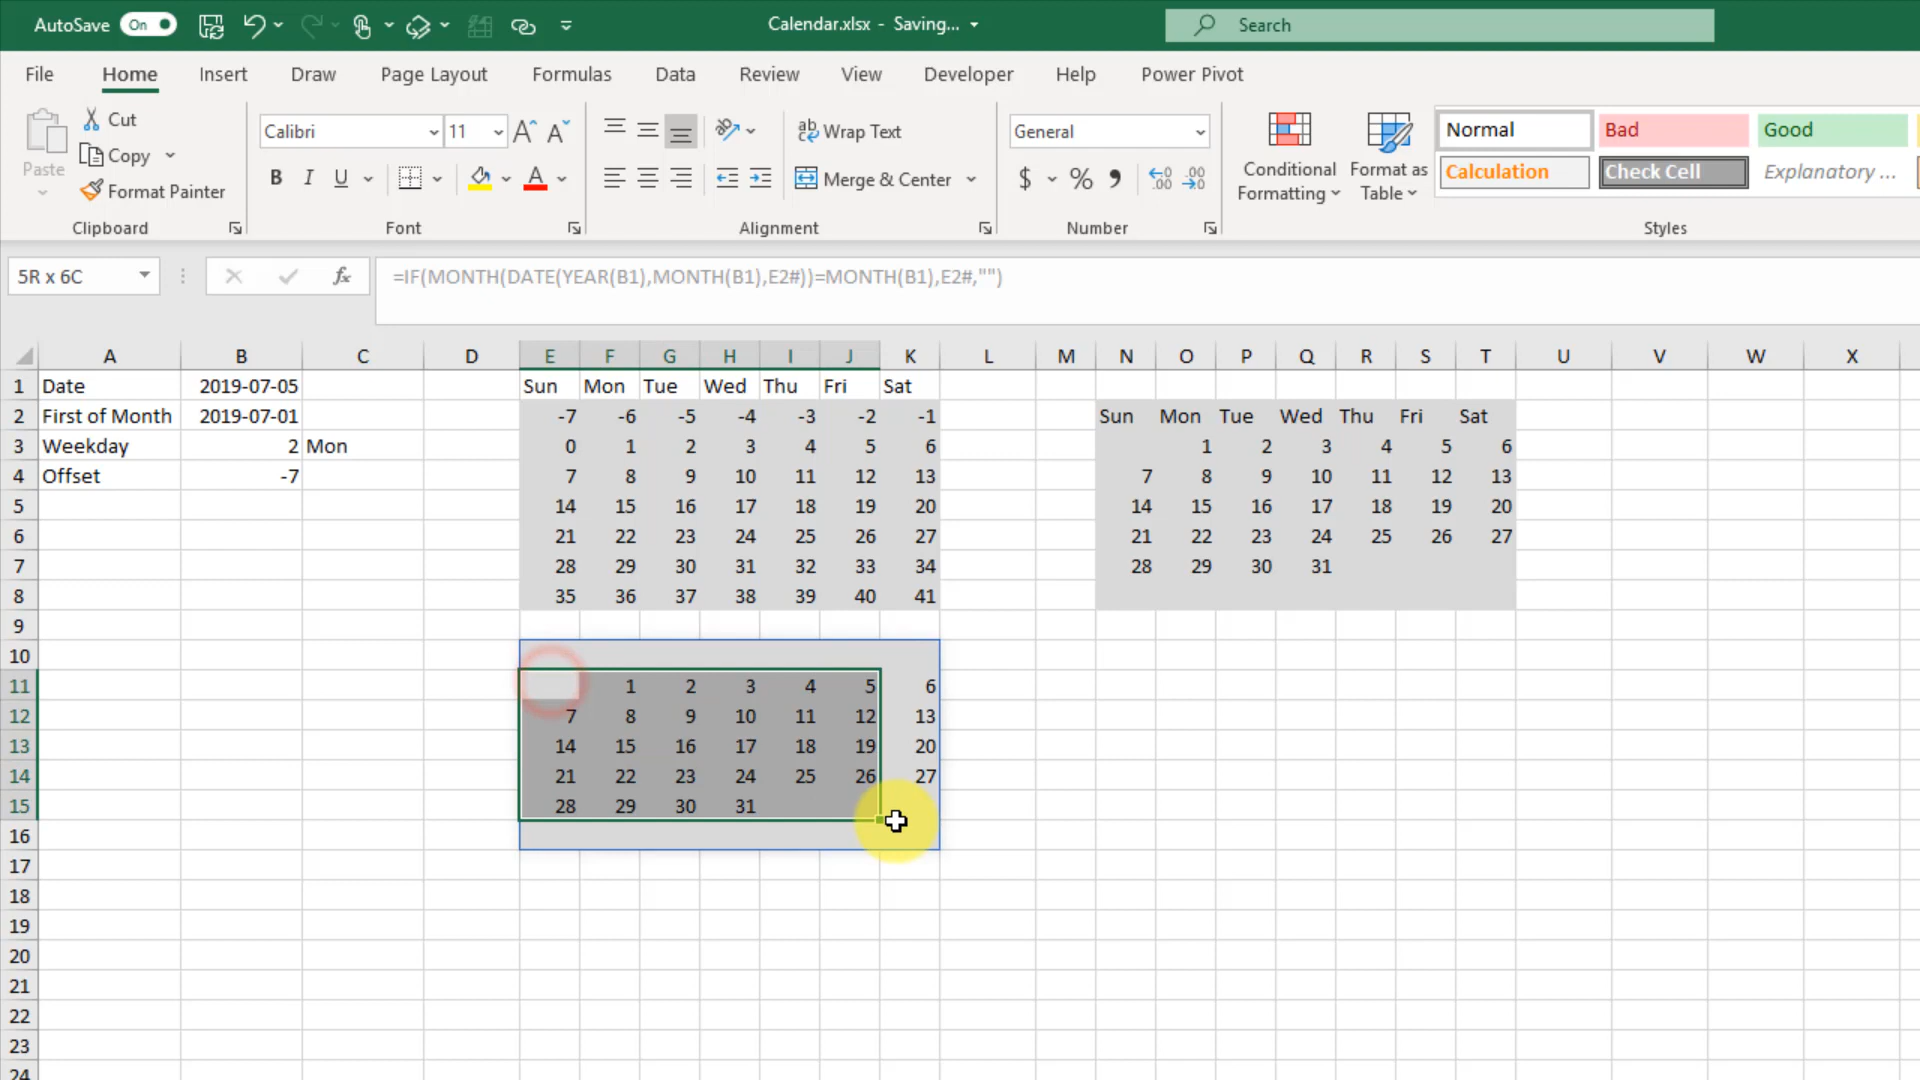 AutoSave On Calendar.xlsx - Saving... Search
File Home Insert Draw Page Layout Formulas Data Review View Developer Help Power Pivot
Paste Cut Copy Format Painter
Clipboard
Calibri 11 A A
B I U A
Font
ab Wrap Text
Merge & Center
Alignment
General
$ % 9 .00 .00
Number
Conditional Formatting
Format as Table
Normal Bad Good
Calculation Check Cell Explanatory ...
Styles
5R x 6C fx =IF(MONTH(DATE(YEAR(B1),MONTH(B1),E2#))=MONTH(B1),E2#,"")
A B C D E F G H I J K L M N O P Q R S T U V W X
1 Date 2019-07-05 Sun Mon Tue Wed Thu Fri Sat
2 First of Month 2019-07-01 -7 -6 -5 -4 -3 -2 -1 Sun Mon Tue Wed Thu Fri Sat
3 Weekday 2 Mon 0 1 2 3 4 5 6 1 2 3 4 5 6
4 Offset -7 7 8 9 10 11 12 13 7 8 9 10 11 12 13
5 14 15 16 17 18 19 20 14 15 16 17 18 19 20
6 21 22 23 24 25 26 27 21 22 23 24 25 26 27
7 28 29 30 31 32 33 34 28 29 30 31
8 35 36 37 38 39 40 41
9
10
11 1 2 3 4 5 6
12 7 8 9 10 11 12 13
13 14 15 16 17 18 19 20
14 21 22 23 24 25 26 27
15 28 29 30 31
16
17
18
19
20
21
22
23
24